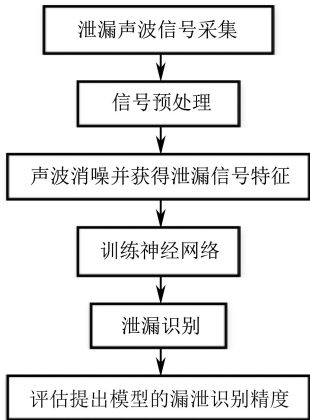 泄漏声波信号采集
信号预处理
声波消噪并获得泄漏信号特征
训练神经网络
泄漏识别
评估提出模型的漏泄识别精度